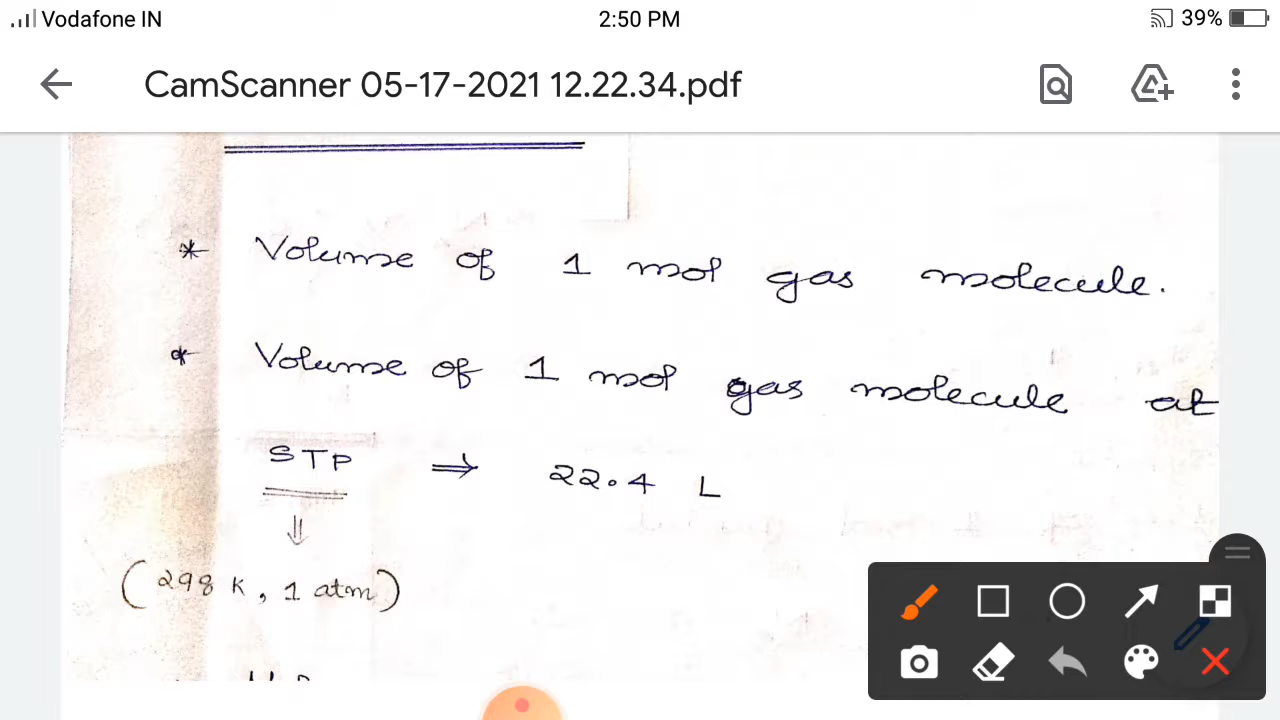 Vodafone IN 2:50 PM 39%
CamScanner 05-17-2021 12.22.34.pdf
* Volume of 1 mol gas molecule.
* Volume of 1 mol gas molecule at
STP ⇒ 22.4 L
⇓
(298 K, 1 atm)